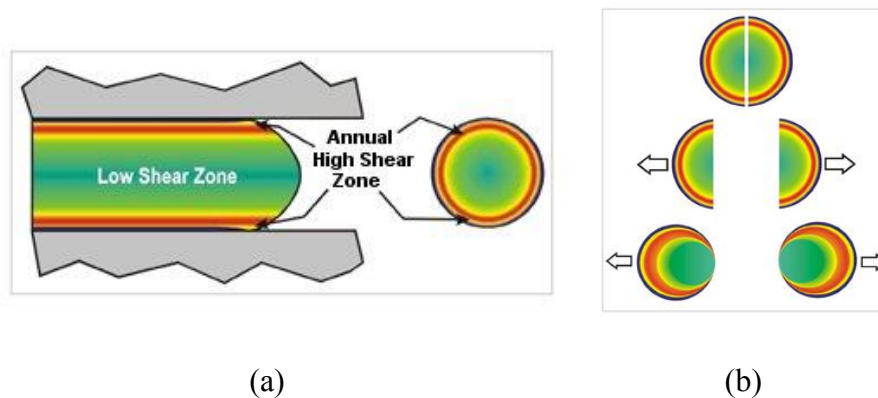 Low Shear Zone
Annual
High Shear
Zone
(a)
(b)